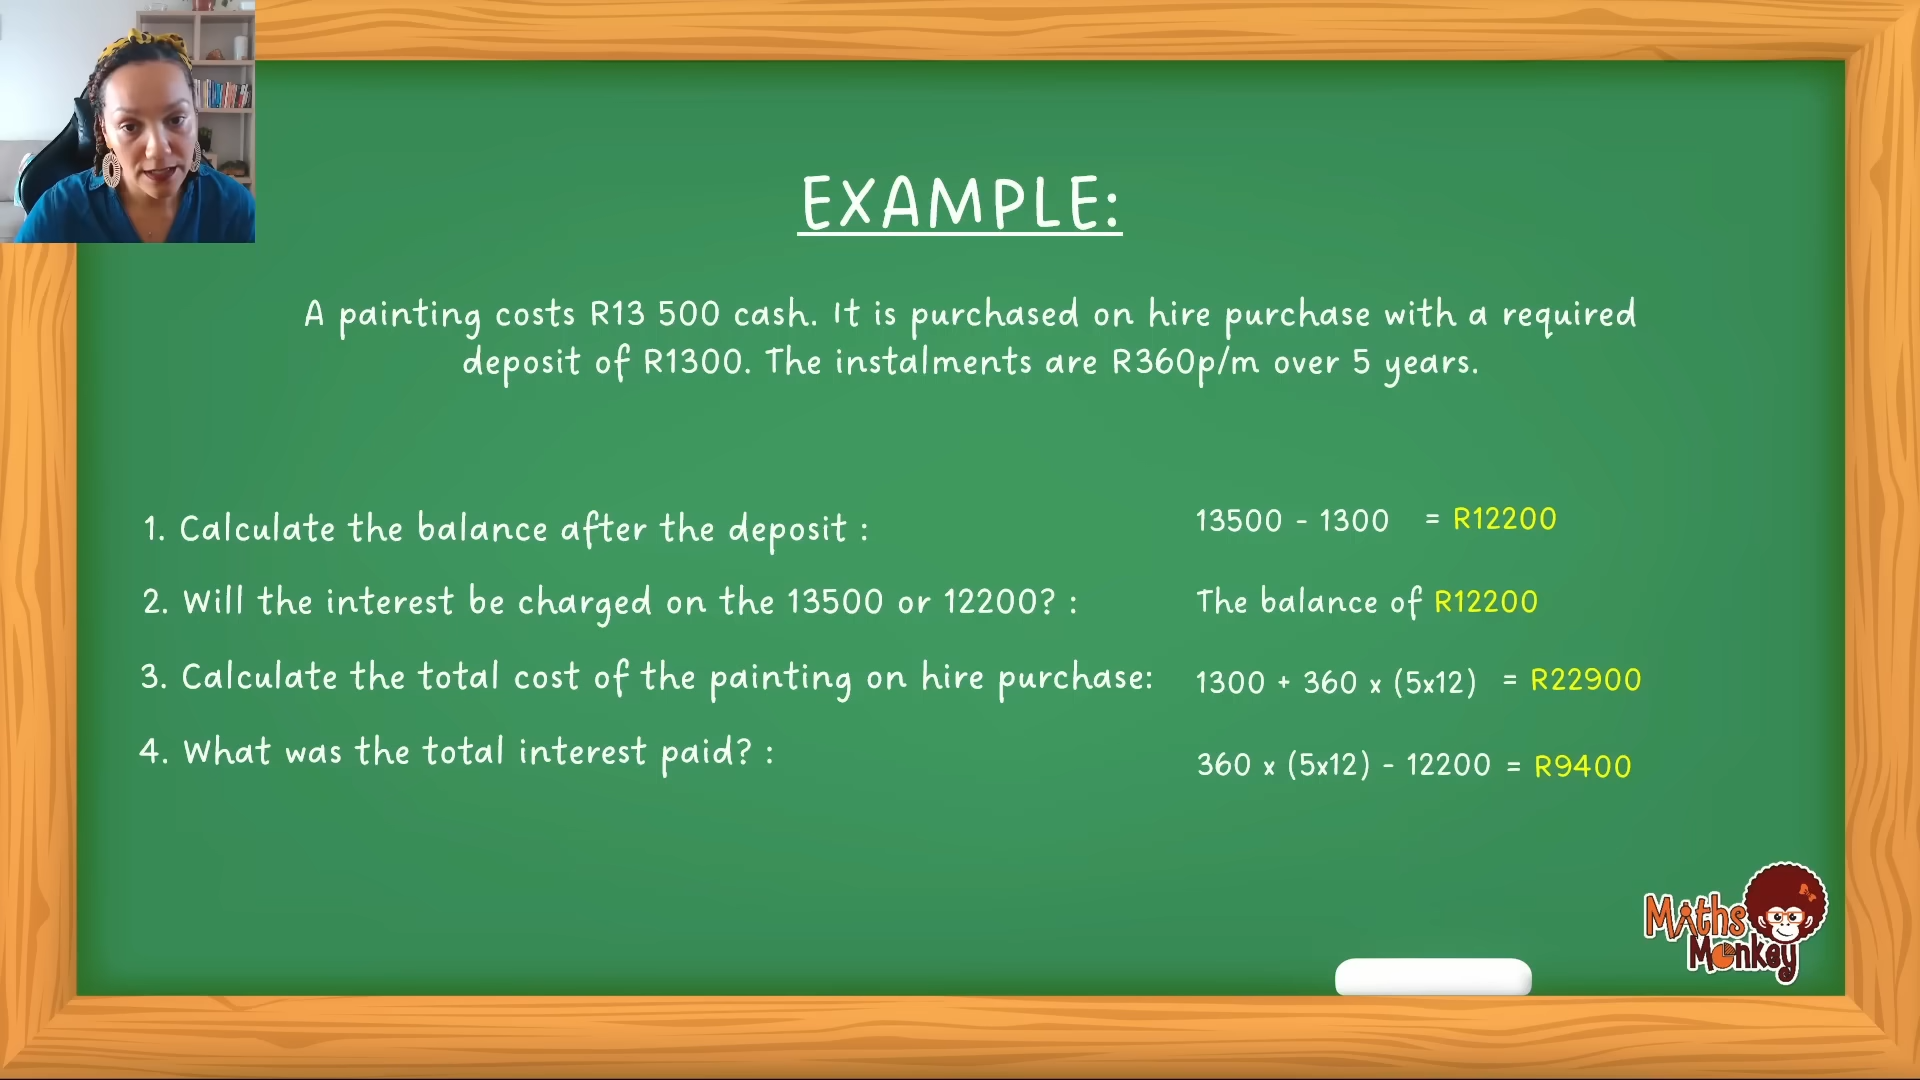 EXAMPLE:
A painting costs R13 500 cash. It is purchased on hire purchase with a required
deposit of R1300. The instalments are R360p/m over 5 years.
1. Calculate the balance after the deposit :
13500 - 1300 = R12200
2. Will the interest be charged on the 13500 or 12200? :
The balance of R12200
3. Calculate the total cost of the painting on hire purchase:
1300 + 360 x (5x12) = R22900
4. What was the total interest paid? :
360 x (5x12) - 12200 = R9400
Maths
Monkey